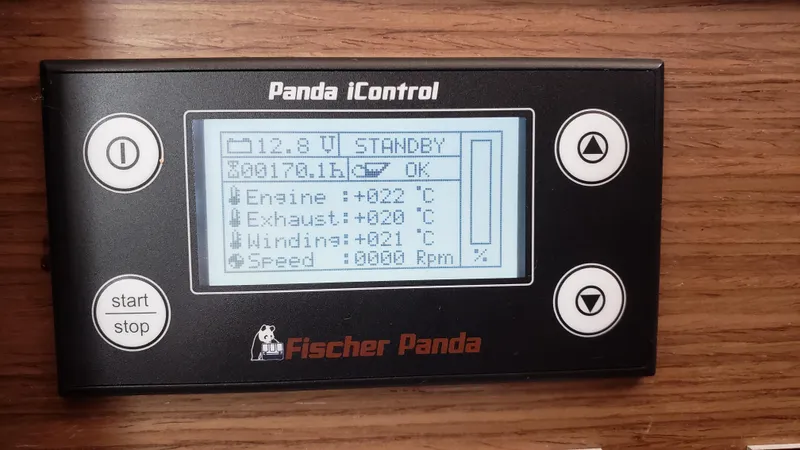 Panda iControl
12.8 V STANDBY
00170.1h OK
Engine :+022 °C
Exhaust:+020 °C
Winding:+021 °C
Speed :0000 Rpm
%
start
stop
Fischer Panda